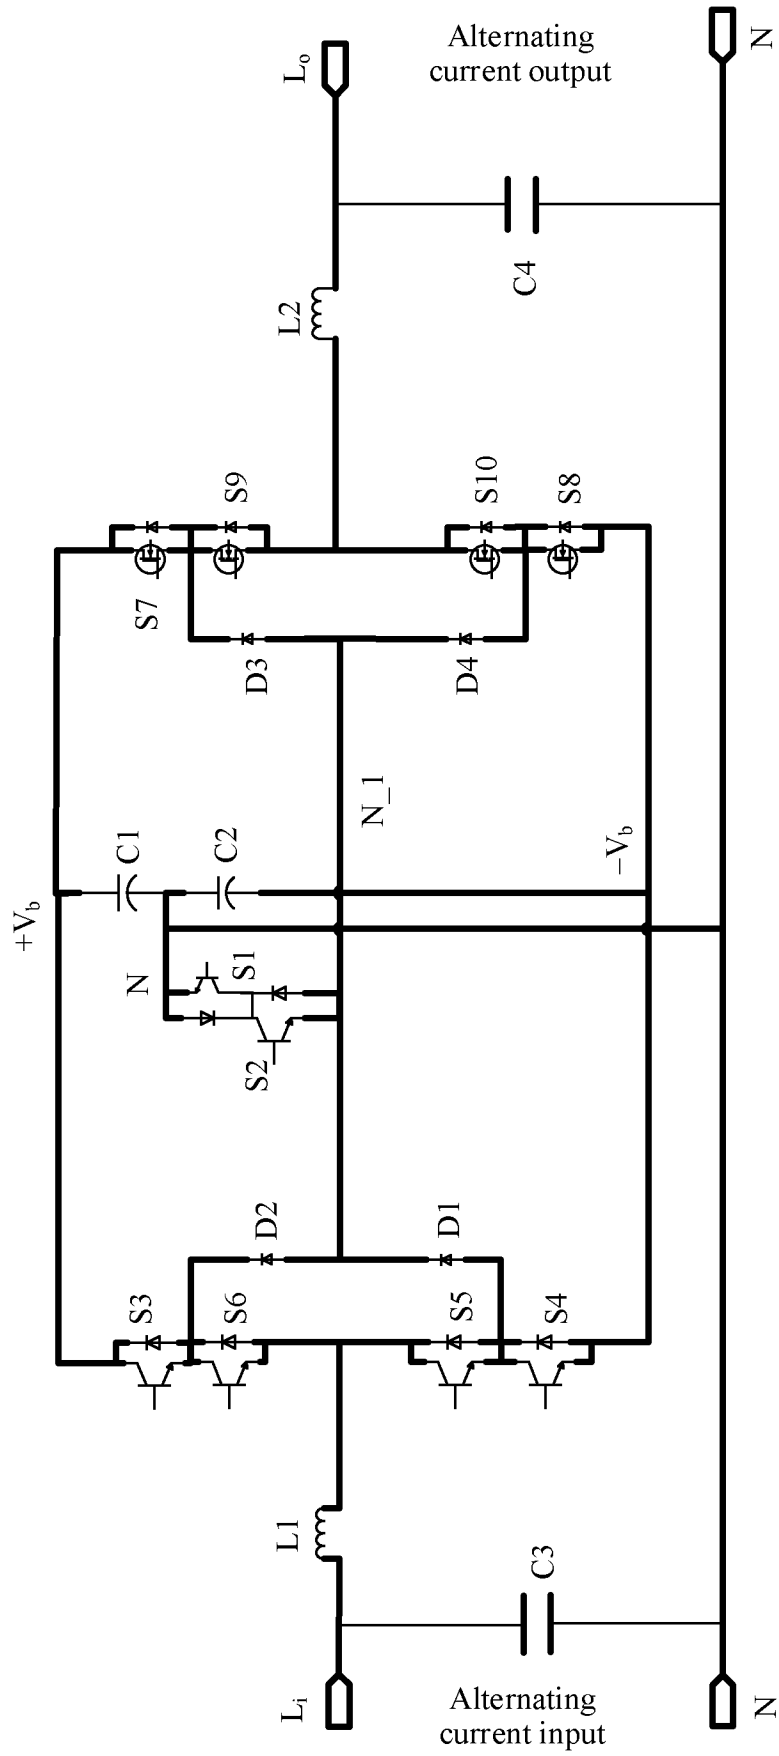 Alternating
current output
N
Lo
C4
L2
S9
S10
S8
S7
D3
D4
N_1
C1
C2
−Vb
+Vb
N
S1
S2
D2
D1
S3
S6
S5
S4
L1
C3
Li
Alternating
current input
N